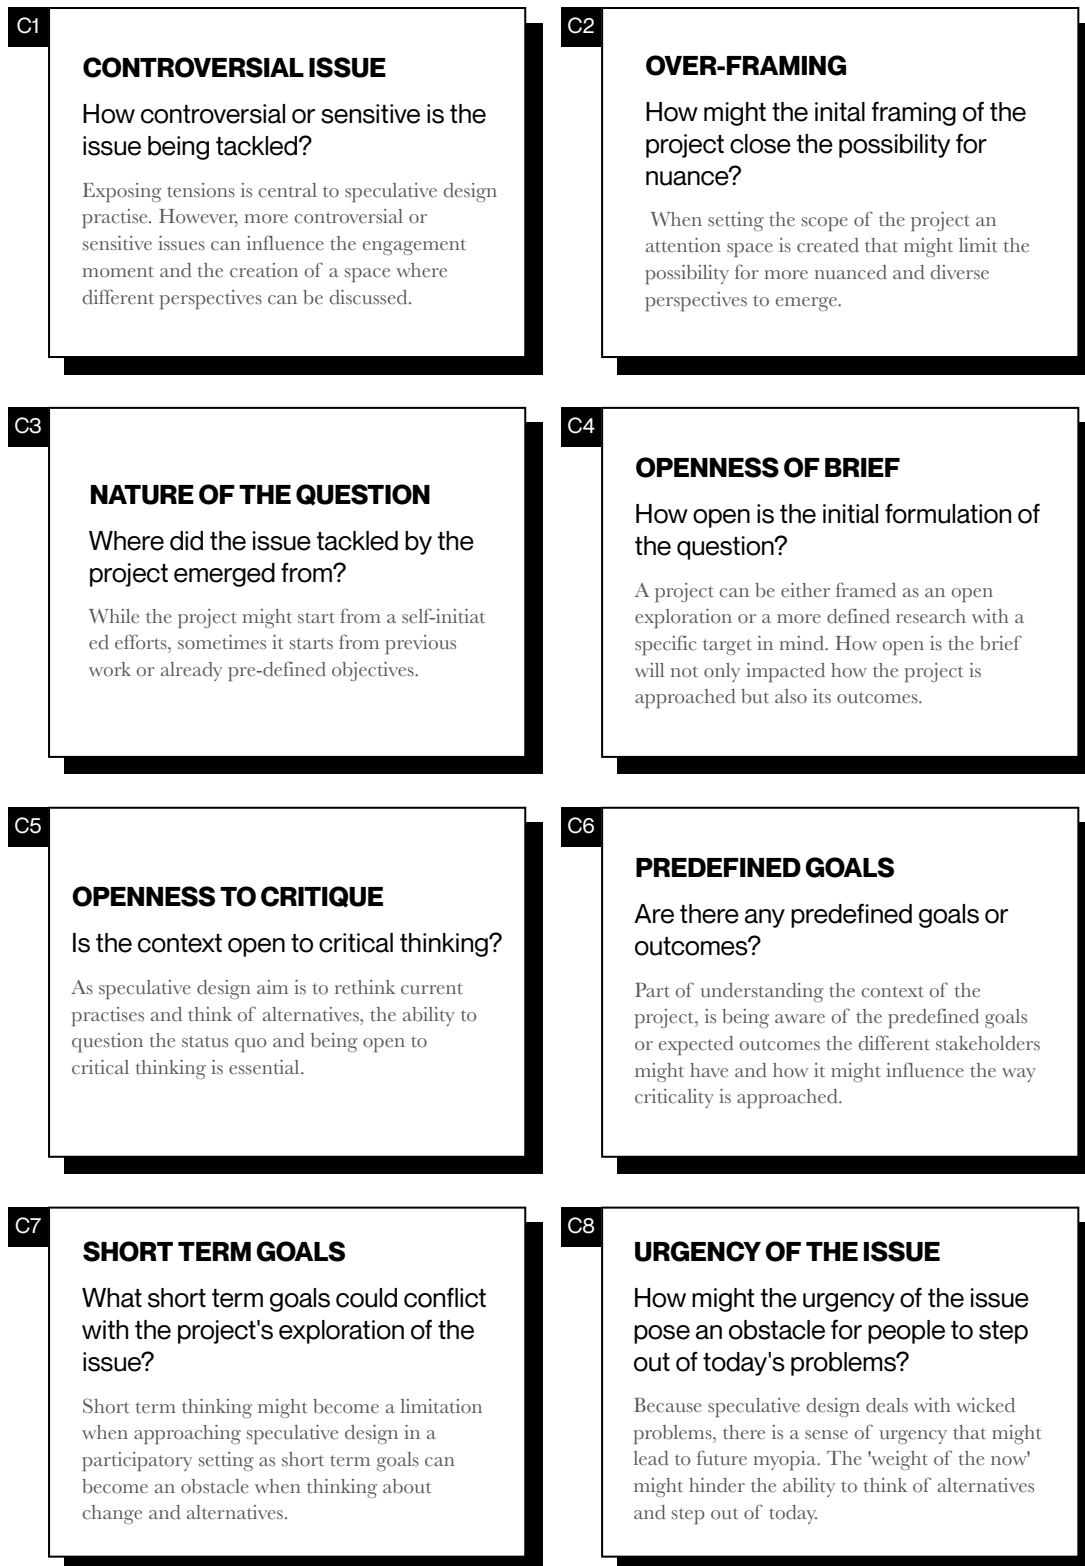 C1
CONTROVERSIAL ISSUE
How controversial or sensitive is the
issue being tackled?
Exposing tensions is central to speculative design
practise. However, more controversial or
sensitive issues can influence the engagement
moment and the creation of a space where
different perspectives can be discussed.
C2
OVER-FRAMING
How might the inital framing of the
project close the possibility for
nuance?
When setting the scope of the project an
attention space is created that might limit the
possibility for more nuanced and diverse
perspectives to emerge.
C3
NATURE OF THE QUESTION
Where did the issue tackled by the
project emerged from?
While the project might start from a self-initiat
ed efforts, sometimes it starts from previous
work or already pre-defined objectives.
C4
OPENNESS OF BRIEF
How open is the initial formulation of
the question?
A project can be either framed as an open
exploration or a more defined research with a
specific target in mind. How open is the brief
will not only impacted how the project is
approached but also its outcomes.
C5
OPENNESS TO CRITIQUE
Is the context open to critical thinking?
As speculative design aim is to rethink current
practises and think of alternatives, the ability to
question the status quo and being open to
critical thinking is essential.
C6
PREDEFINED GOALS
Are there any predefined goals or
outcomes?
Part of understanding the context of the
project, is being aware of the predefined goals
or expected outcomes the different stakeholders
might have and how it might influence the way
criticality is approached.
C7
SHORT TERM GOALS
What short term goals could conflict
with the project's exploration of the
issue?
Short term thinking might become a limitation
when approaching speculative design in a
participatory setting as short term goals can
become an obstacle when thinking about
change and alternatives.
C8
URGENCY OF THE ISSUE
How might the urgency of the issue
pose an obstacle for people to step
out of today's problems?
Because speculative design deals with wicked
problems, there is a sense of urgency that might
lead to future myopia. The 'weight of the now'
might hinder the ability to think of alternatives
and step out of today.